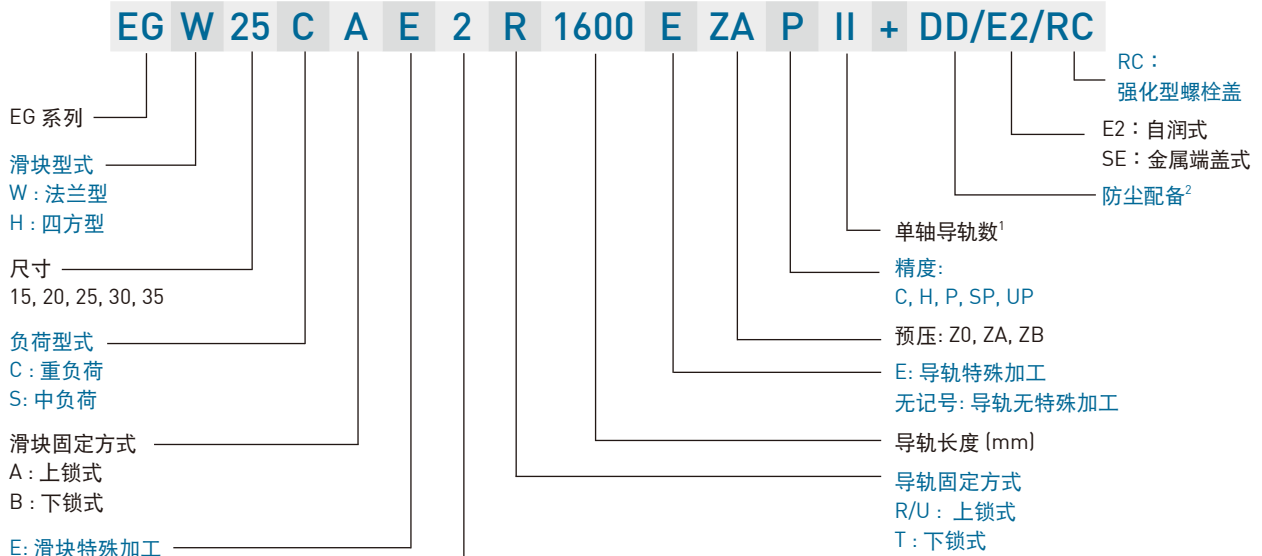 EG W 25 C A E 2 R 1600 E ZA P II + DD/E2/RC
EG 系列
滑块型式
W : 法兰型
H : 四方型
尺寸
15, 20, 25, 30, 35
负荷型式
C : 重负荷
S: 中负荷
滑块固定方式
A : 上锁式
B : 下锁式
E: 滑块特殊加工
RC：
强化型螺栓盖
E2：自润式
SE：金属端盖式
防尘配备2
单轴导轨数1
精度:
C, H, P, SP, UP
预压: Z0, ZA, ZB
E: 导轨特殊加工
无记号: 导轨无特殊加工
导轨长度 (mm)
导轨固定方式
R/U : 上锁式
T : 下锁式